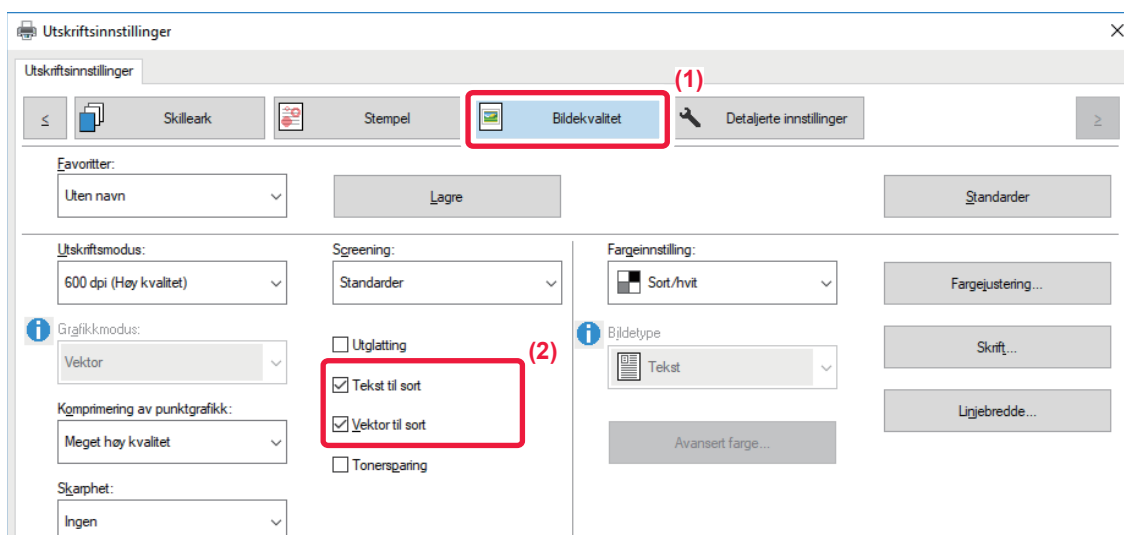 Utskriftsinnstillinger
Utskriftsinnstillinger
(1)
≤ Skilleark Stempel Bildekvalitet Detaljerte innstillinger ≥
Favoritter:
Uten navn Lagre Standarder
Utskriftsmodus: Screening: Fargeinnstilling:
600 dpi (Høy kvalitet) Standarder Sort/hvit Fargejustering...
Grafikkmodus: Utglatting (2) Bildetype
Vektor Tekst Skrift...
Tekst til sort
Komprimering av punktgrafikk: Vektor til sort Linjebredde...
Meget høy kvalitet Avansert farge...
Tonersparing
Skarphet:
Ingen